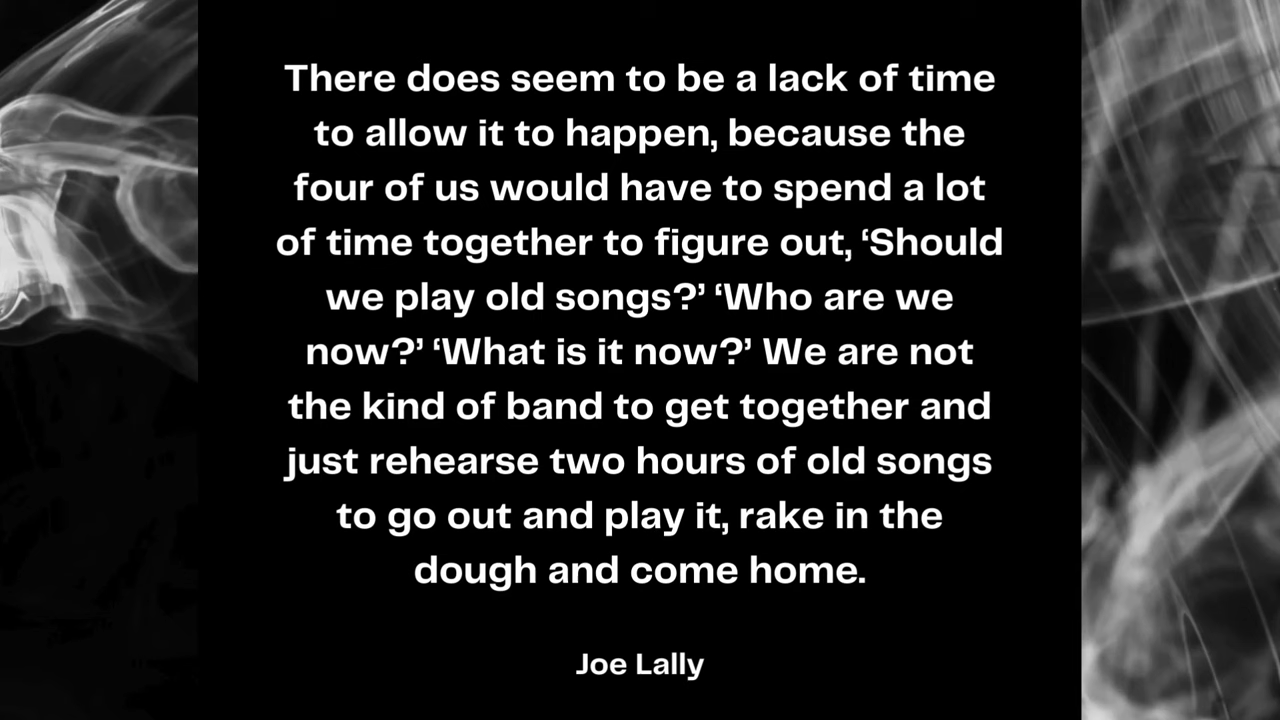 There does seem to be a lack of time
to allow it to happen, because the
four of us would have to spend a lot
of time together to figure out, ‘Should
we play old songs?’ ‘Who are we
now?’ ‘What is it now?’ We are not
the kind of band to get together and
just rehearse two hours of old songs
to go out and play it, rake in the
dough and come home.
Joe Lally